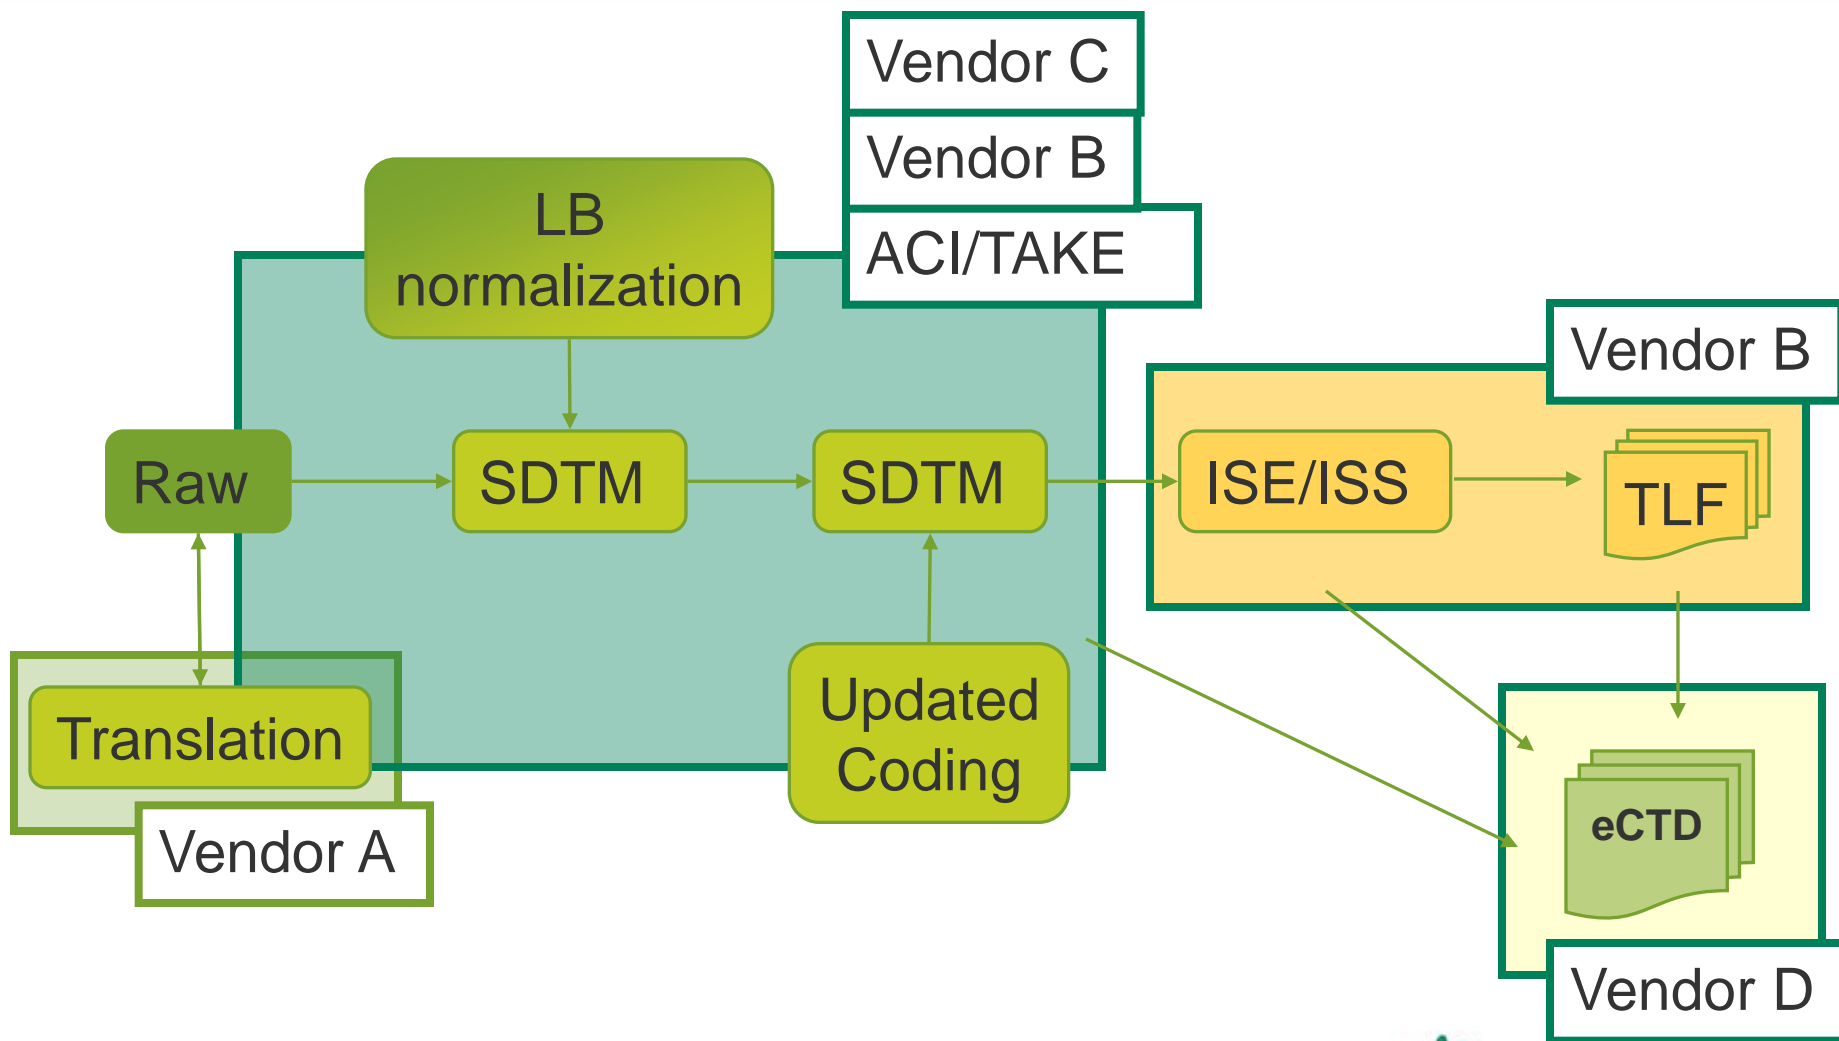 Vendor C
Vendor B
ACI/TAKE
LB
normalization
Vendor B
Raw
SDTM
SDTM
ISE/ISS
TLF
Translation
Updated
Coding
Vendor A
eCTD
Vendor D